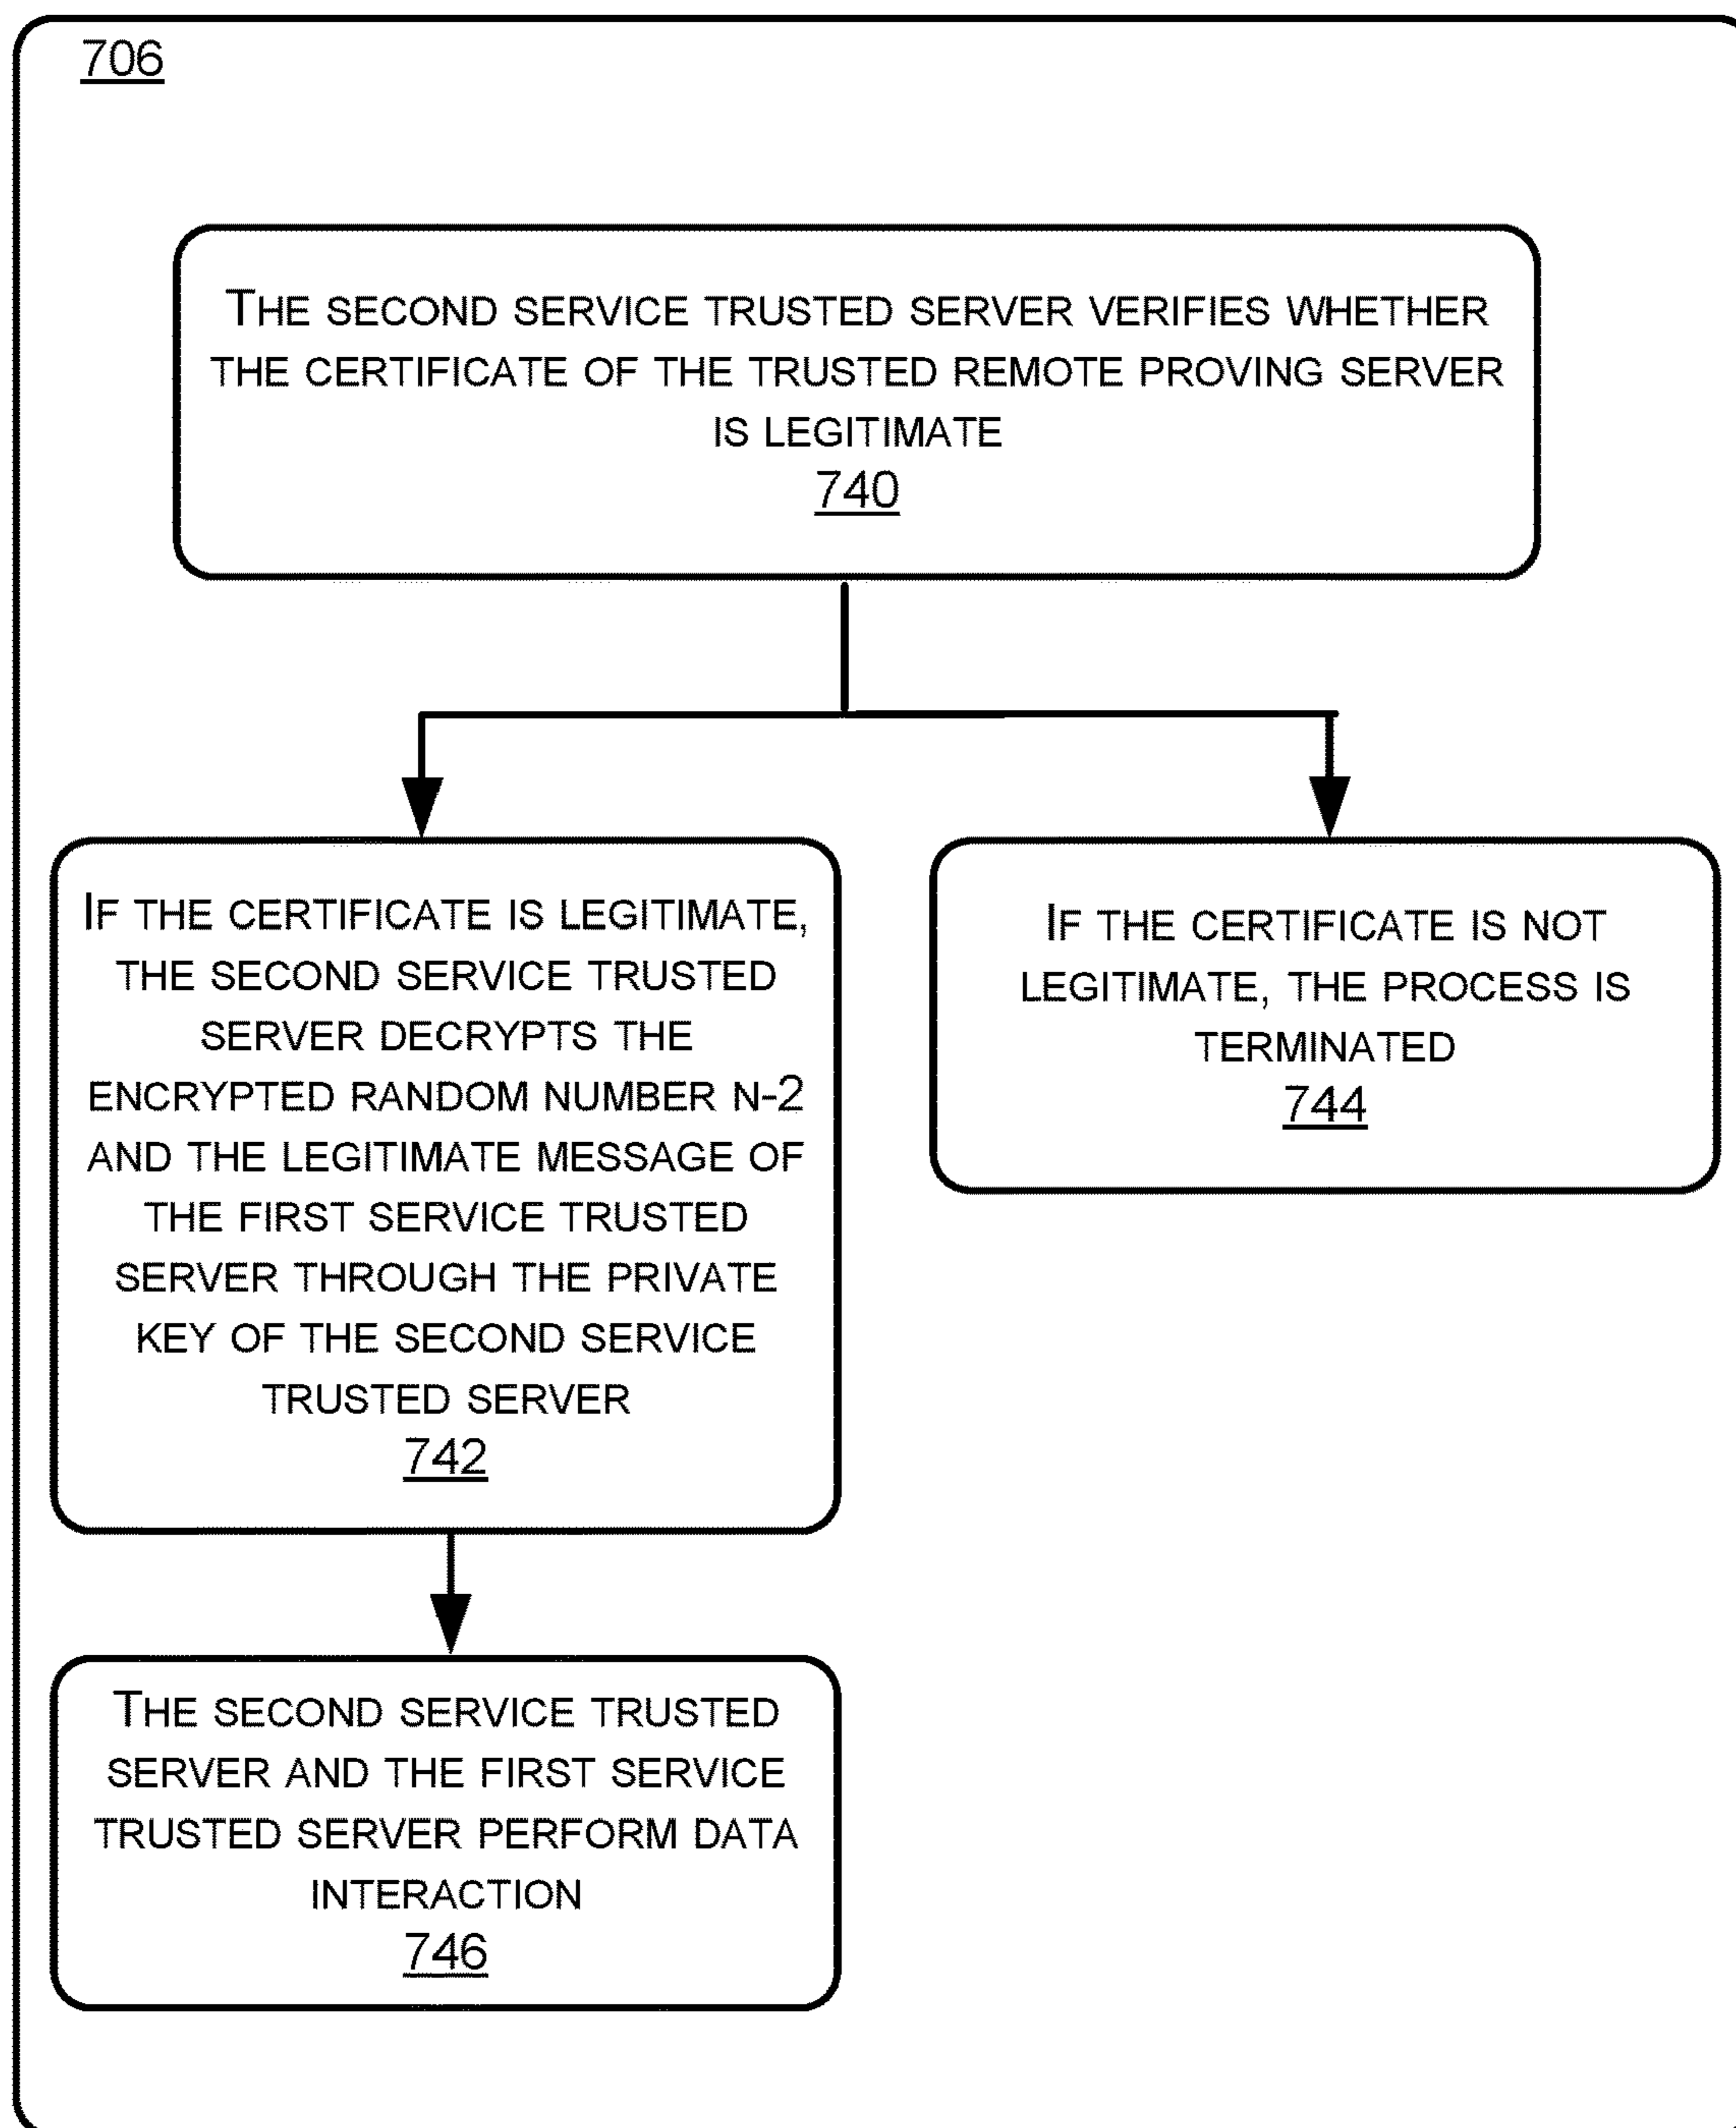 706
The second service trusted server verifies whether
the certificate of the trusted remote proving server
is legitimate
740
If the certificate is legitimate,
the second service trusted
server decrypts the
encrypted random number n-2
and the legitimate message of
the first service trusted
server through the private
key of the second service
trusted server
742
If the certificate is not
legitimate, the process is
terminated
744
The second service trusted
server and the first service
trusted server perform data
interaction
746